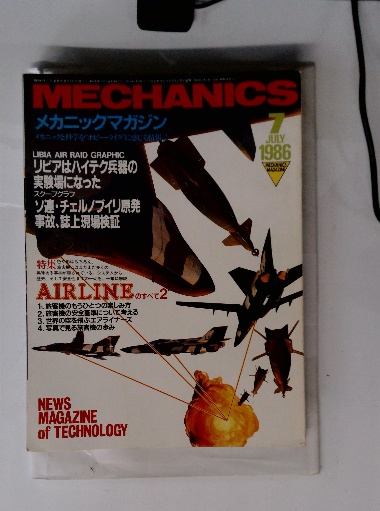 MECHANICS
メカニックマガジン
7
JULY
1986
LIBIA AIR RAID GRAPHIC
リビアはハイテク兵器の
実験場になった
スクープグラフ
ソ連・チェルノブイリ原発
事故、誌上現場検証
特集
AIRLINEのすべて2
1. 旅客機のもうひとつの楽しみ方
2. 旅客機の安全基準について考える
3. 世界の空を飛ぶエアライナーズ
4. 写真で見る旅客機の歩み
NEWS
MAGAZINE
of TECHNOLOGY